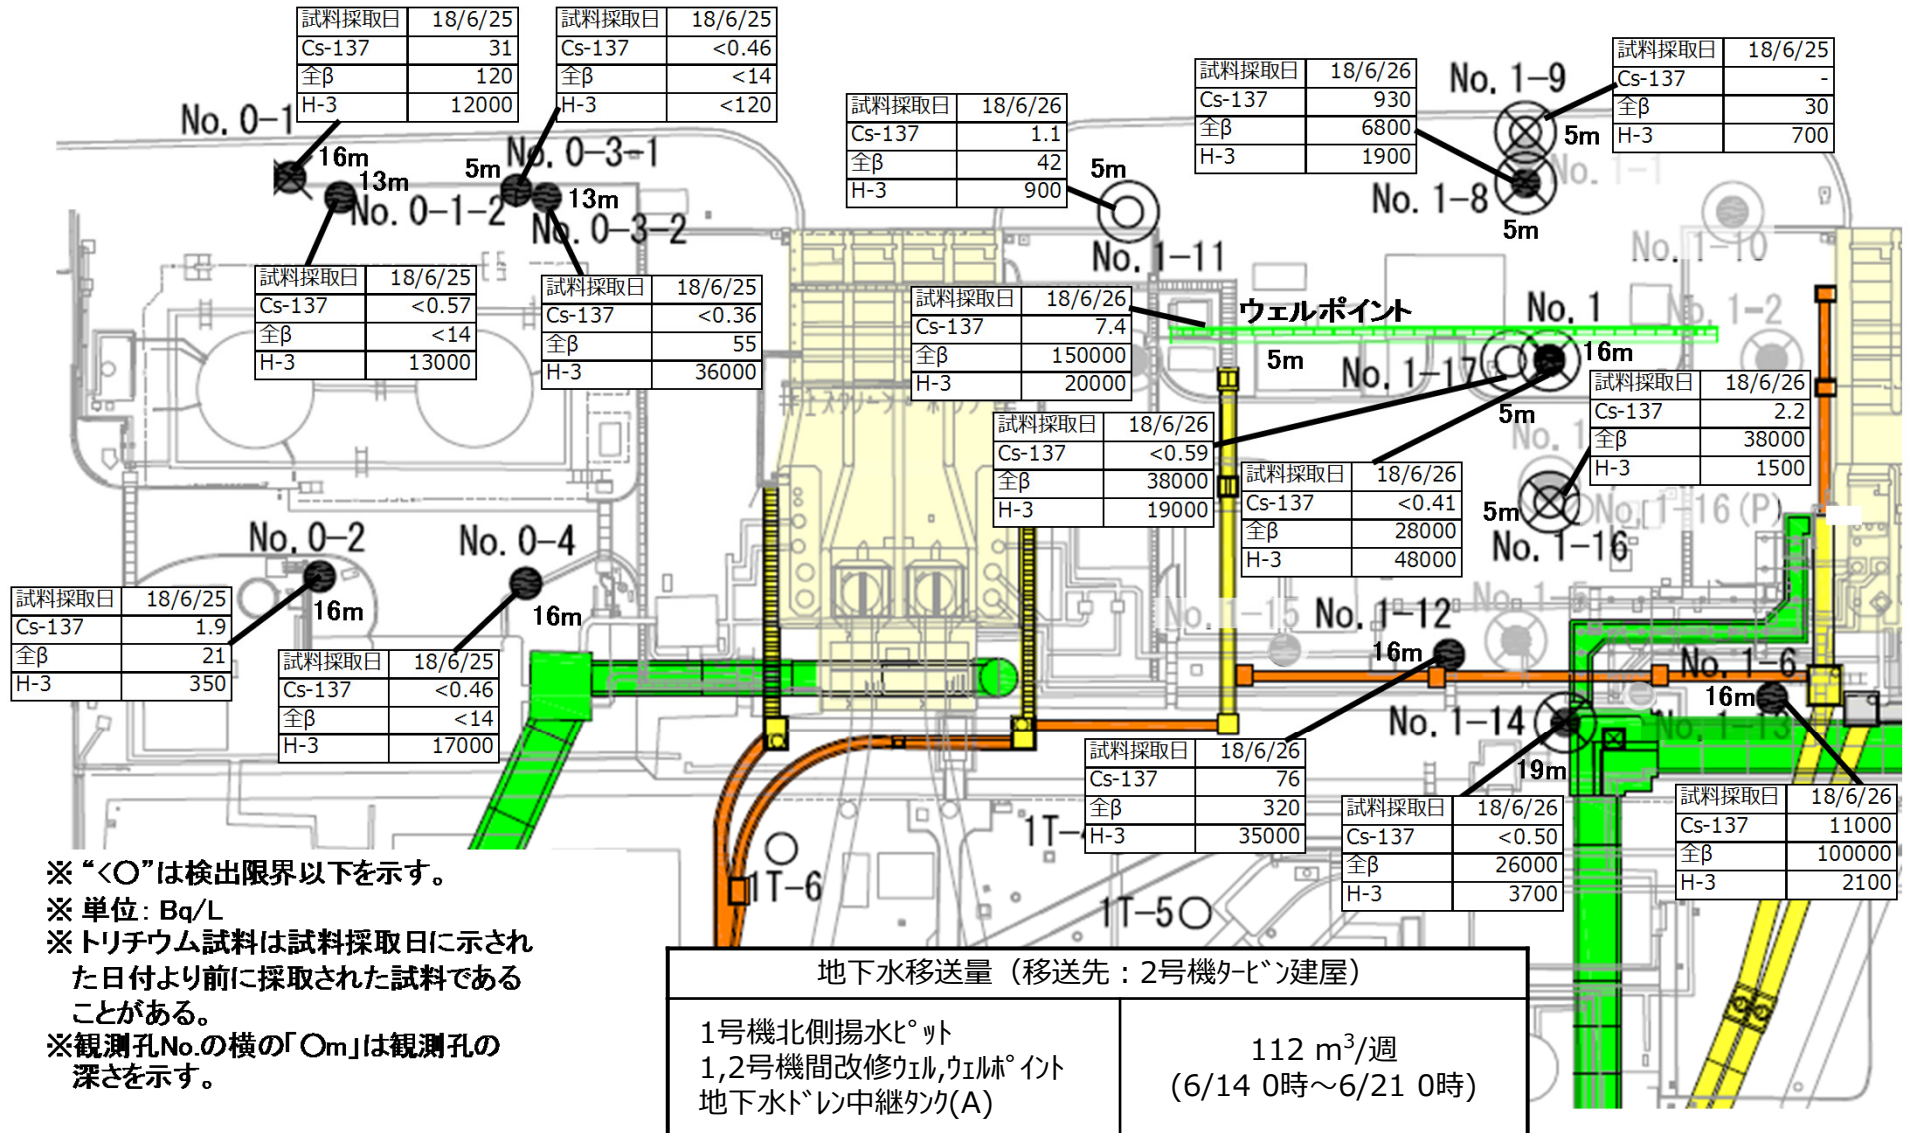 試料採取日 18/6/25
Cs-137 31
全β 120
H-3 12000
試料採取日 18/6/25
Cs-137 <0.46
全β <14
H-3 <120
試料採取日 18/6/26
Cs-137 1.1
全β 42
H-3 900
試料採取日 18/6/26
Cs-137 930
全β 6800
H-3 1900
試料採取日 18/6/25
Cs-137 -
全β 30
H-3 700
No. 0-1
16m
13m
No. 0-1-2
5m
No. 0-3-1
13m
No. 0-3-2
5m
No. 1-11
No. 1-9
5m
No. 1-1
No. 1-8
5m
No. 1-10
試料採取日 18/6/25
Cs-137 <0.57
全β <14
H-3 13000
試料採取日 18/6/25
Cs-137 <0.36
全β 55
H-3 36000
試料採取日 18/6/26
Cs-137 7.4
全β 150000
H-3 20000
ウェルポイント
5m
No. 1
16m
No. 1-2
No. 1-17
5m
試料採取日 18/6/26
Cs-137 2.2
全β 38000
H-3 1500
試料採取日 18/6/26
Cs-137 <0.59
全β 38000
H-3 19000
試料採取日 18/6/26
Cs-137 <0.41
全β 28000
H-3 48000
5m
No. 1-16(P)
No. 1-16
No. 0-2
16m
No. 0-4
16m
試料採取日 18/6/25
Cs-137 1.9
全β 21
H-3 350
試料採取日 18/6/25
Cs-137 <0.46
全β <14
H-3 17000
No. 1-15
No. 1-12
16m
No. 1-5
No. 1-6
16m
No. 1-14
19m
No. 1-13
試料採取日 18/6/26
Cs-137 76
全β 320
H-3 35000
試料採取日 18/6/26
Cs-137 <0.50
全β 26000
H-3 3700
試料採取日 18/6/26
Cs-137 11000
全β 100000
H-3 2100
1T-6
1T-5
※ “<○”は検出限界以下を示す。
※ 単位: Bq/L
※ トリチウム試料は試料採取日に示され
た日付より前に採取された試料である
ことがある。
※観測孔No.の横の「○m」は観測孔の
深さを示す。
地下水移送量（移送先：2号機ﾀｰﾋﾞﾝ建屋）
1号機北側揚水ﾋﾟｯﾄ
1,2号機間改修ｳｪﾙ,ｳｪﾙﾎﾟｲﾝﾄ
地下水ﾄﾞﾚﾝ中継ﾀﾝｸ(A)
112 m³/週
(6/14 0時～6/21 0時)